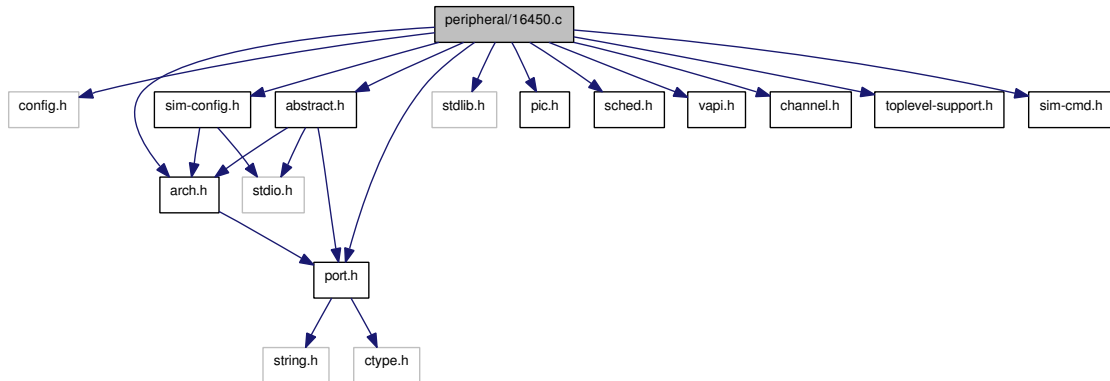 peripheral/16450.c
config.h
sim-config.h
abstract.h
stdlib.h
pic.h
sched.h
vapi.h
channel.h
toplevel-support.h
sim-cmd.h
arch.h
stdio.h
port.h
string.h
ctype.h